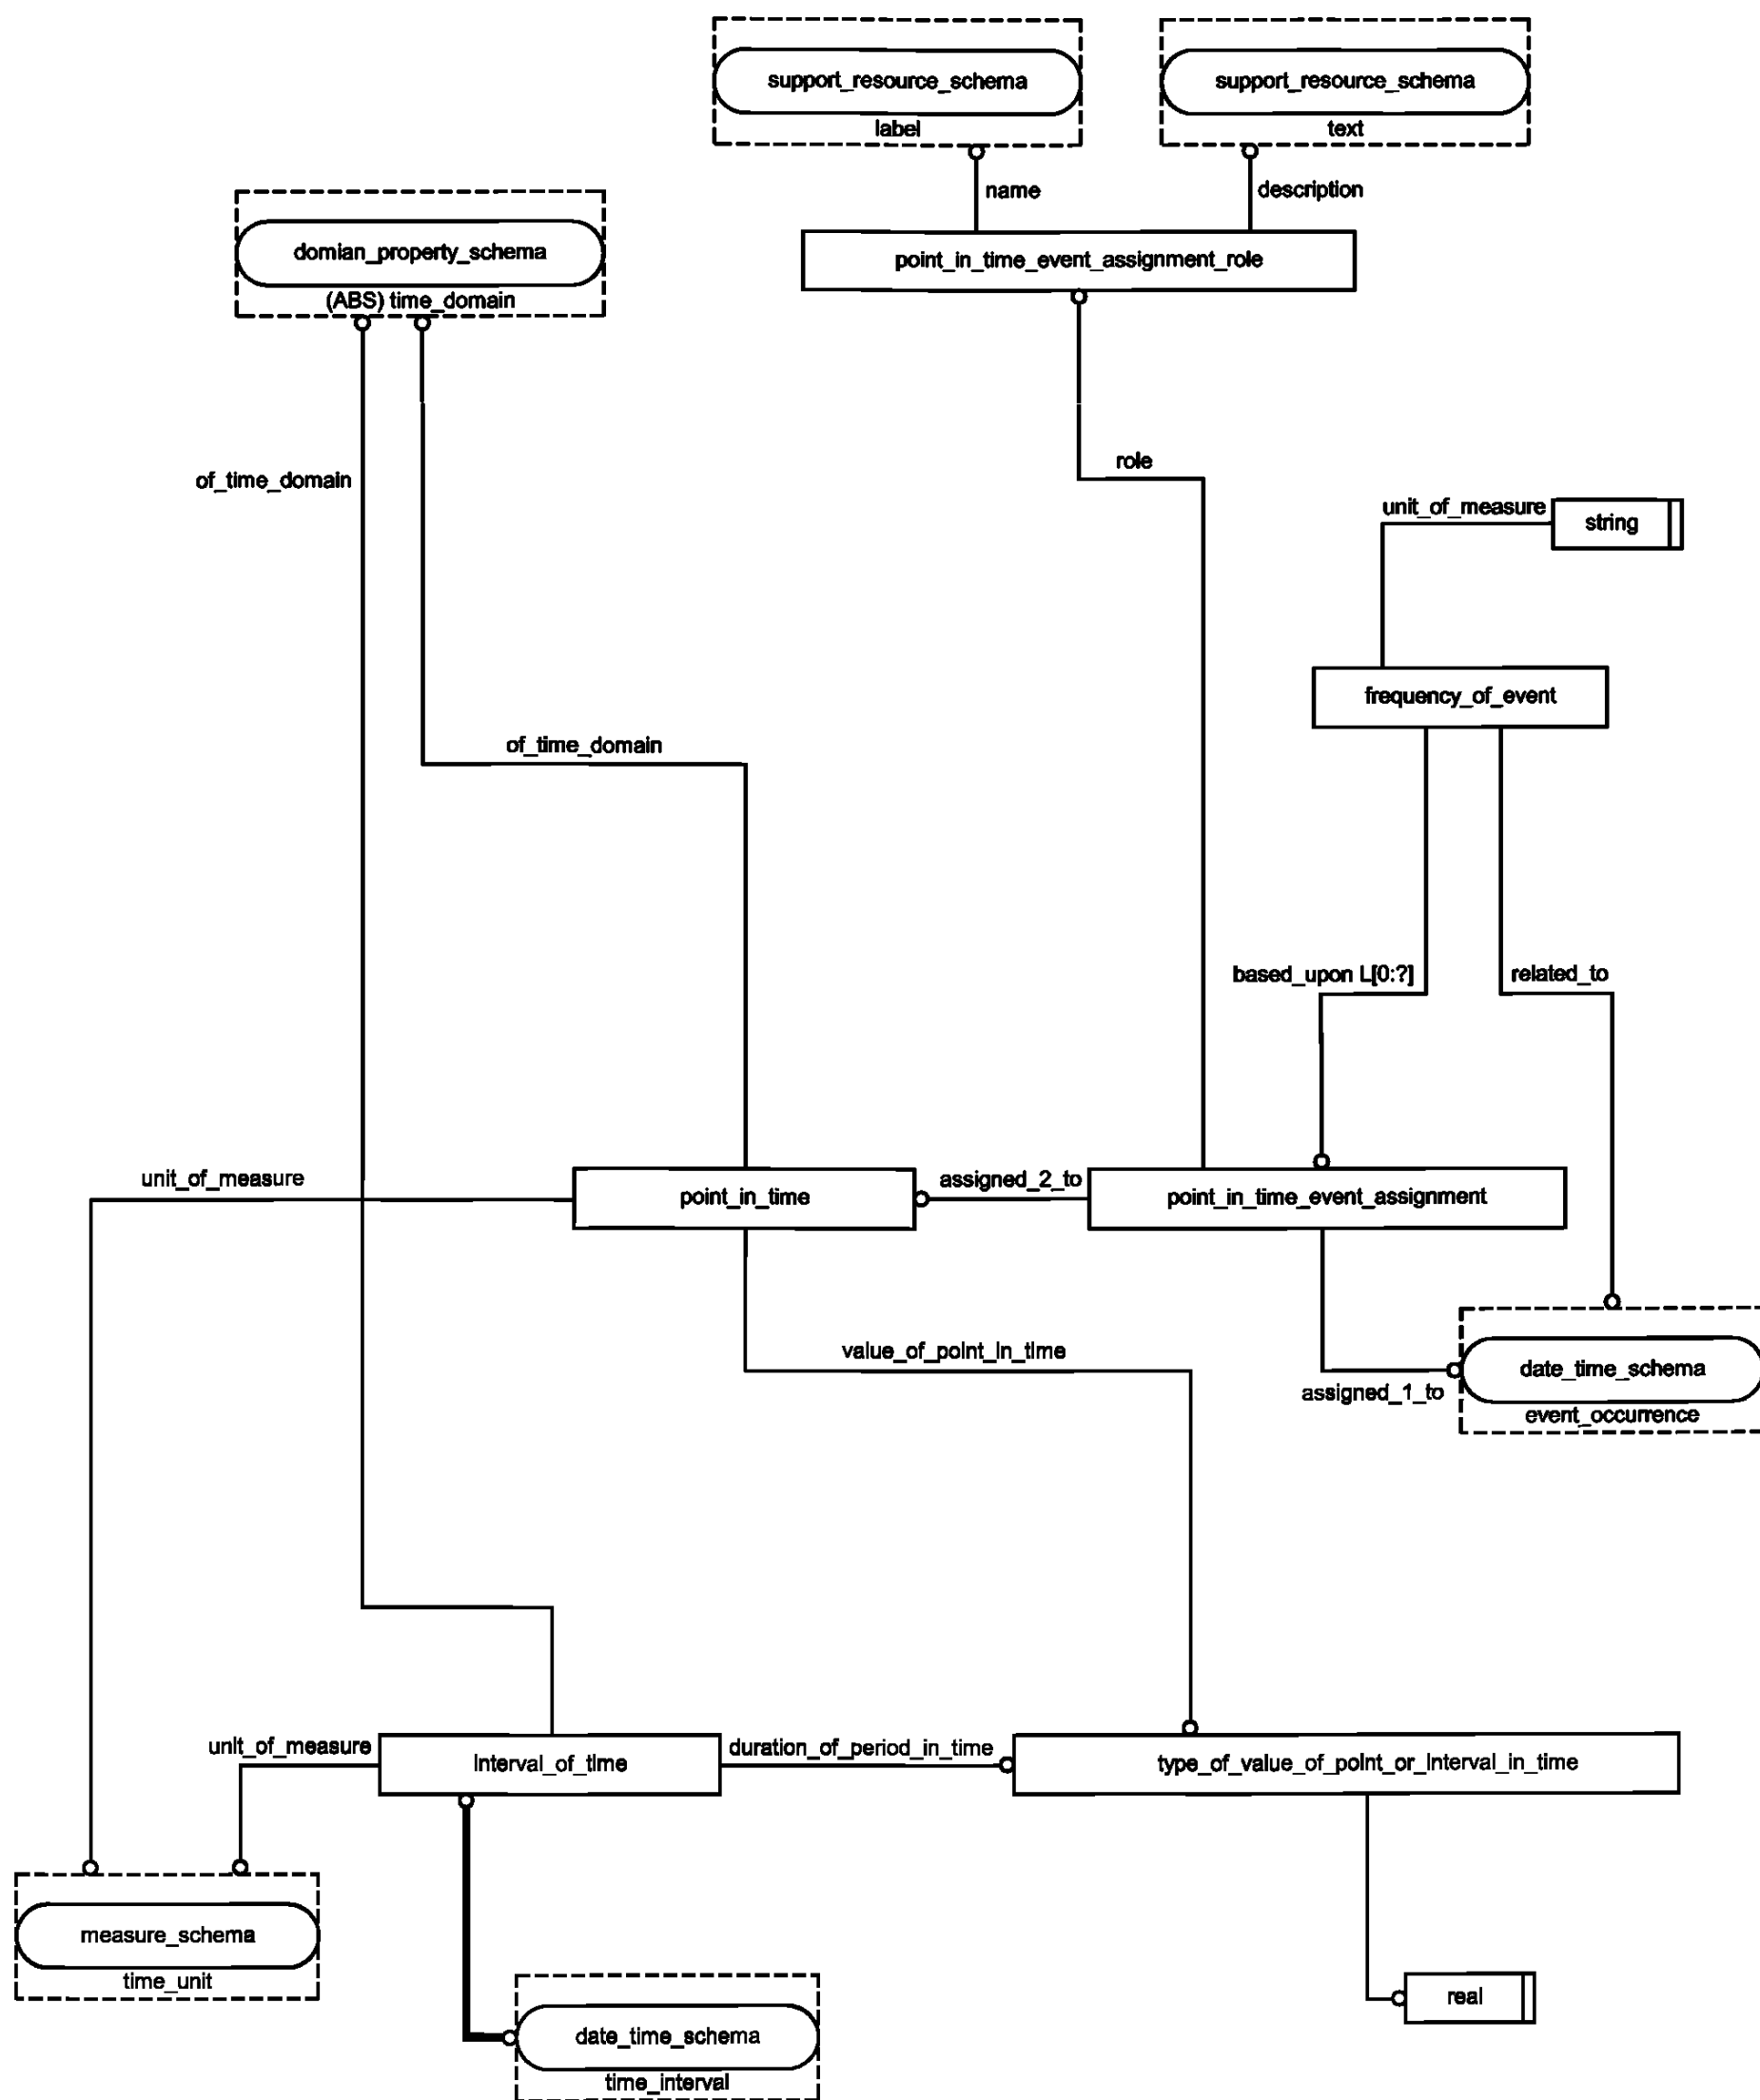 support_resource_schema
label
support_resource_schema
text
name
description
domian_property_schema
(ABS) time_domain
point_in_time_event_assignment_role
of_time_domain
role
unit_of_measure
string
frequency_of_event
of_time_domain
based_upon L[0:?]
related_to
unit_of_measure
point_in_time
assigned_2_to
point_in_time_event_assignment
value_of_point_in_time
date_time_schema
assigned_1_to
event_occurrence
unit_of_measure
interval_of_time
duration_of_period_in_time
type_of_value_of_point_or_interval_in_time
measure_schema
time_unit
real
date_time_schema
time_interval